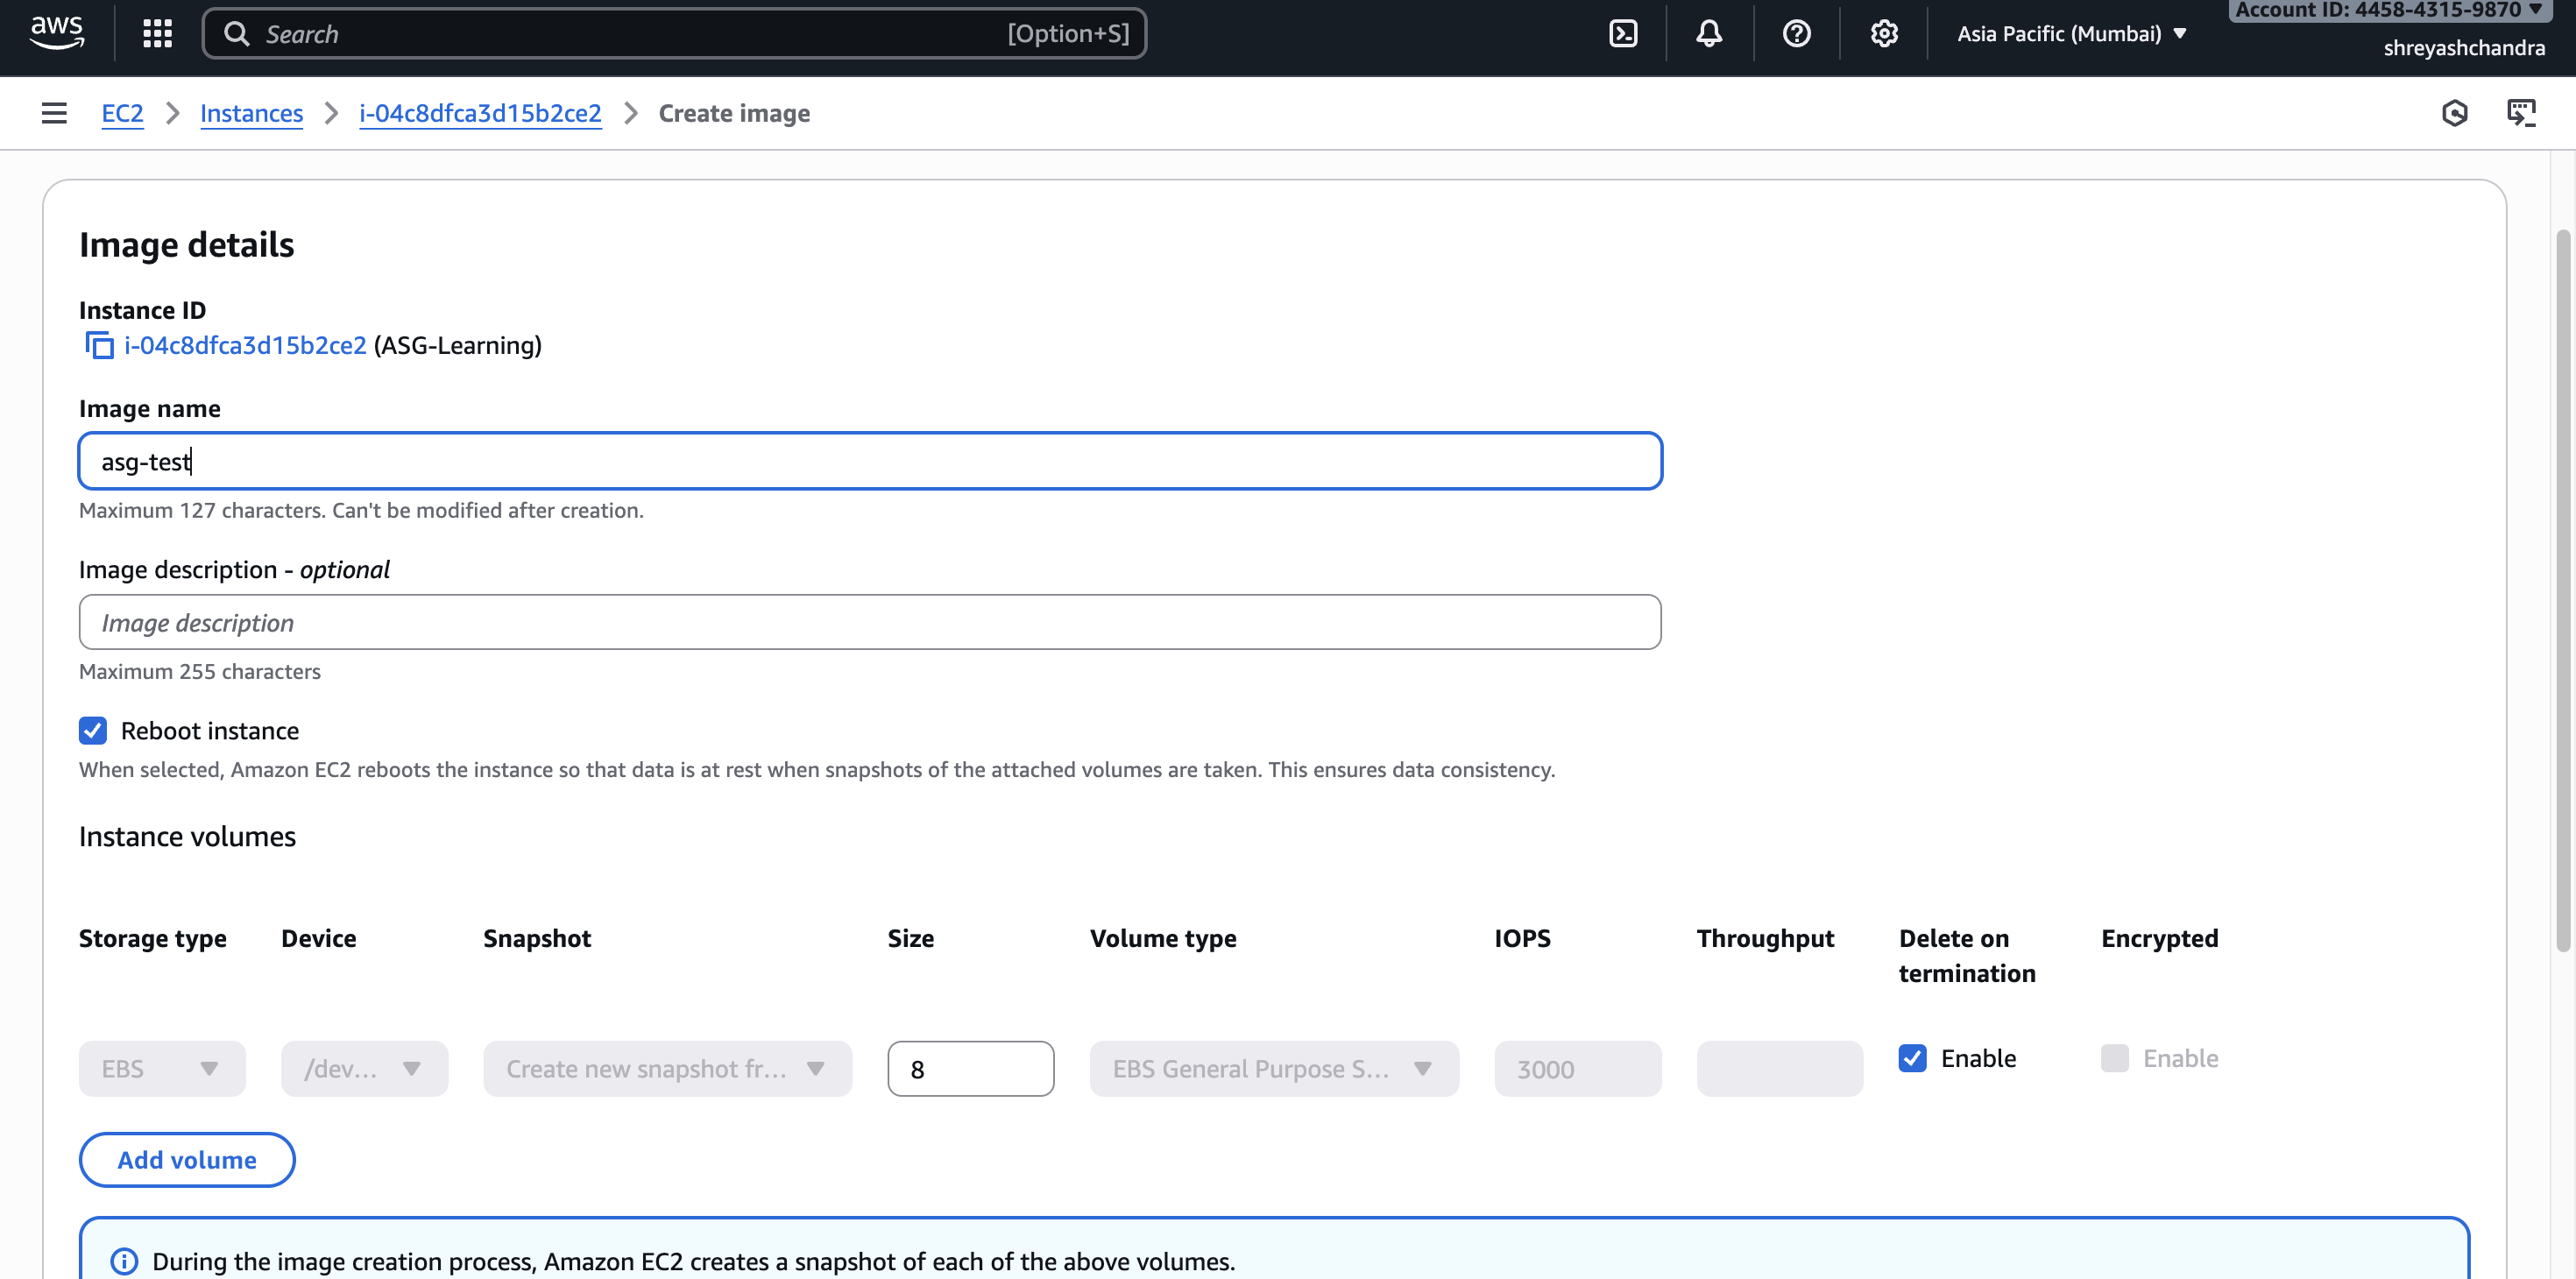 aws
Search
[Option+S]
Asia Pacific (Mumbai)
Account ID: 4458-4315-9870
shreyashchandra
EC2
Instances
i-04c8dfca3d15b2ce2
Create image
Image details
Instance ID
i-04c8dfca3d15b2ce2 (ASG-Learning)
Image name
asg-test
Maximum 127 characters. Can't be modified after creation.
Image description - optional
Image description
Maximum 255 characters
Reboot instance
When selected, Amazon EC2 reboots the instance so that data is at rest when snapshots of the attached volumes are taken. This ensures data consistency.
Instance volumes
Storage type
Device
Snapshot
Size
Volume type
IOPS
Throughput
Delete on
termination
Encrypted
EBS
/dev...
Create new snapshot fr...
8
EBS General Purpose S...
3000
Enable
Enable
Add volume
During the image creation process, Amazon EC2 creates a snapshot of each of the above volumes.